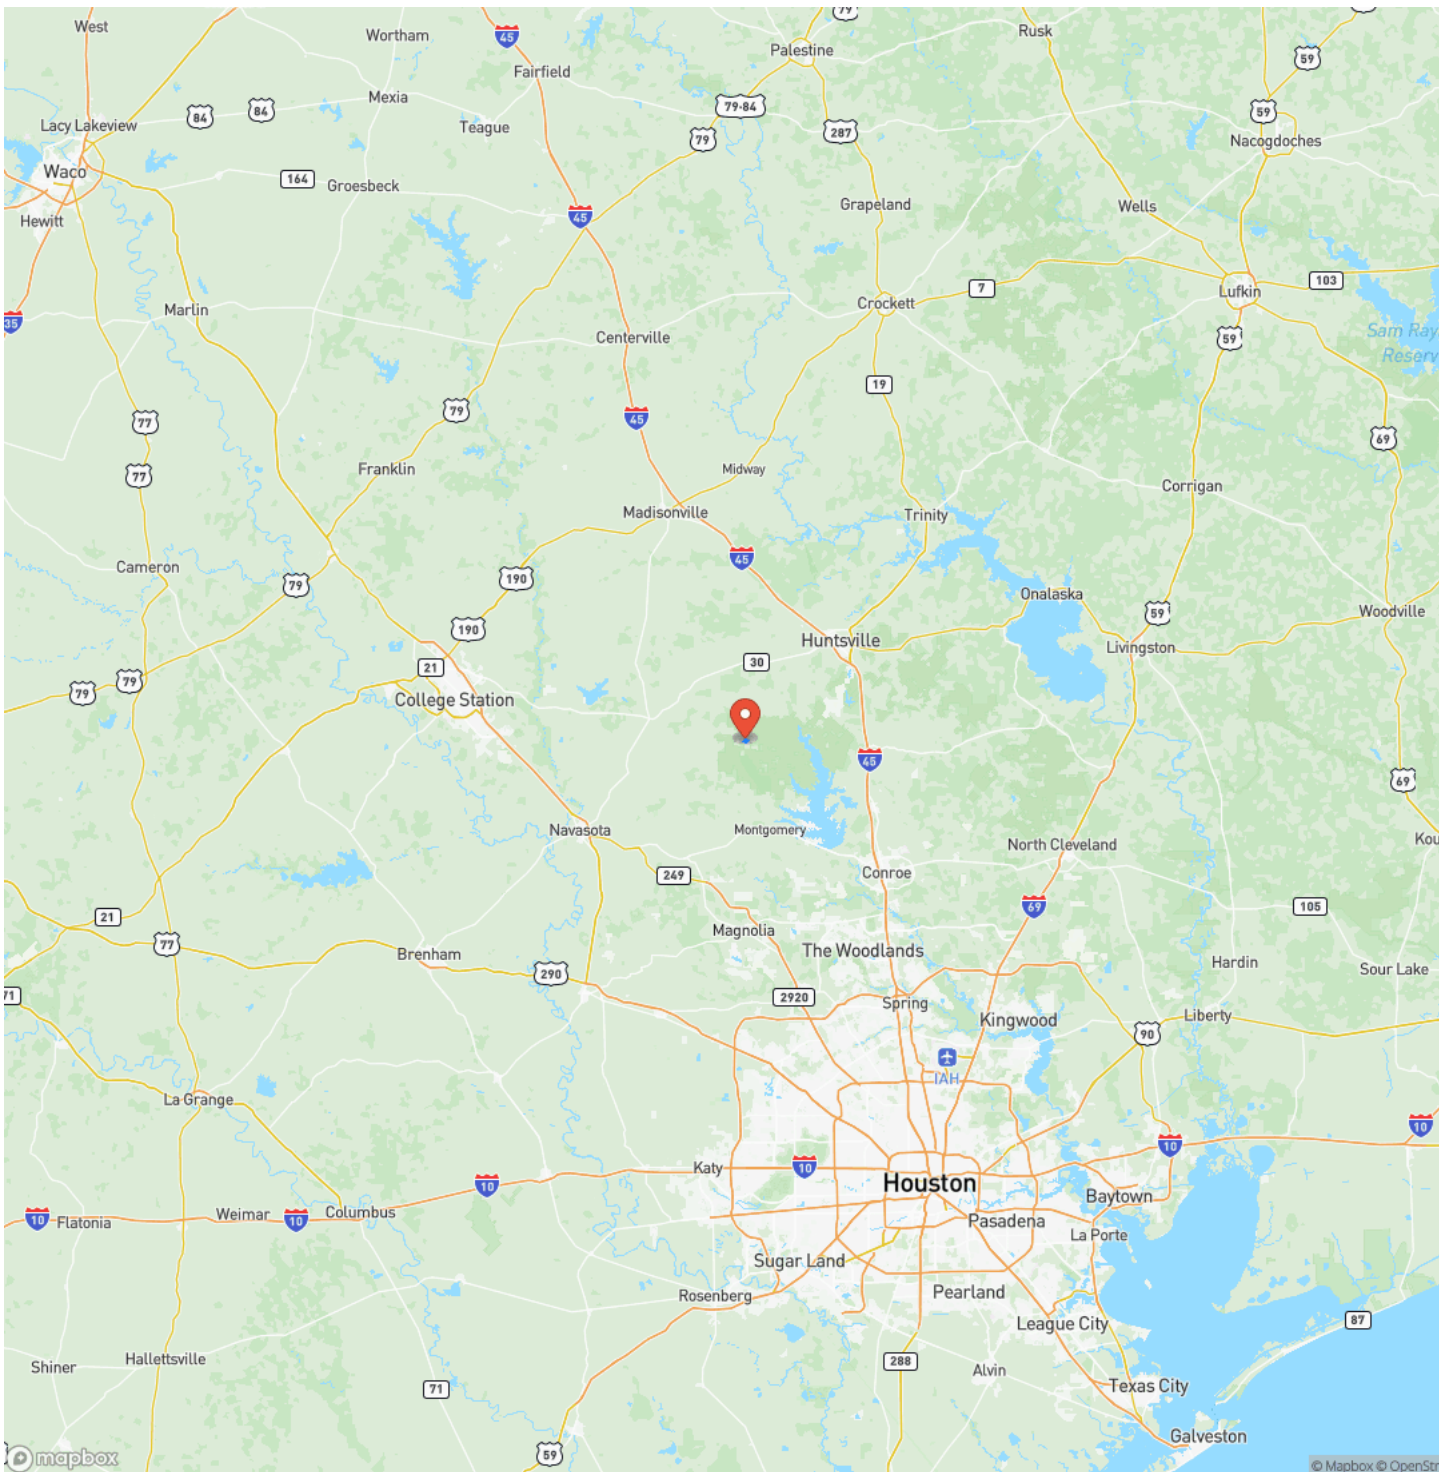 79
West
Wortham
45
Palestine
Rusk
59
Fairfield
Mexia
84
84
79-84
59
Lacy Lakeview
Teague
79
287
Nacogdoches
Waco
164
Groesbeck
Grapeland
Wells
Hewitt
45
7
103
Lufkin
Marlin
Crockett
35
Centerville
59
Sam Ray
Reserv
19
79
45
77
69
Franklin
Midway
77
Corrigan
Madisonville
Trinity
45
Cameron
79
190
Onalaska
59
Woodville
190
Huntsville
Livingston
30
21
79
79
College Station
45
69
Navasota
Montgomery
North Cleveland
Kou
249
Conroe
69
105
21
Magnolia
77
Brenham
The Woodlands
Hardin
Sour Lake
290
71
2920
Spring
Kingwood
Liberty
90
IAH
La Grange
10
10
Katy
10
10
Houston
Baytown
Weimar
Columbus
10
Flatonia
10
Pasadena
La Porte
Sugar Land
Rosenberg
Pearland
League City
87
Shiner
Hallettsville
288
Alvin
71
Texas City
Galveston
59
mapbox
© Mapbox © OpenStr